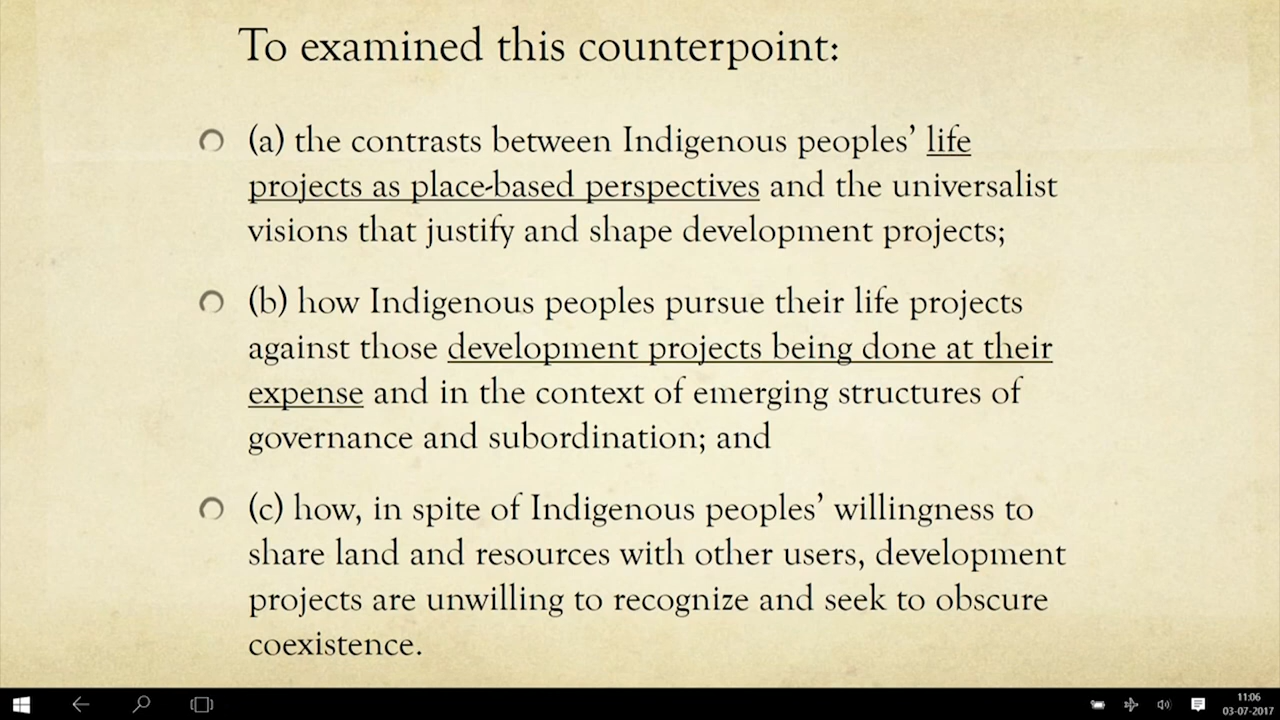 To examined this counterpoint:
(a) the contrasts between Indigenous peoples’ life
projects as place-based perspectives and the universalist
visions that justify and shape development projects;
(b) how Indigenous peoples pursue their life projects
against those development projects being done at their
expense and in the context of emerging structures of
governance and subordination; and
(c) how, in spite of Indigenous peoples’ willingness to
share land and resources with other users, development
projects are unwilling to recognize and seek to obscure
coexistence.
11:06
03-07-2017